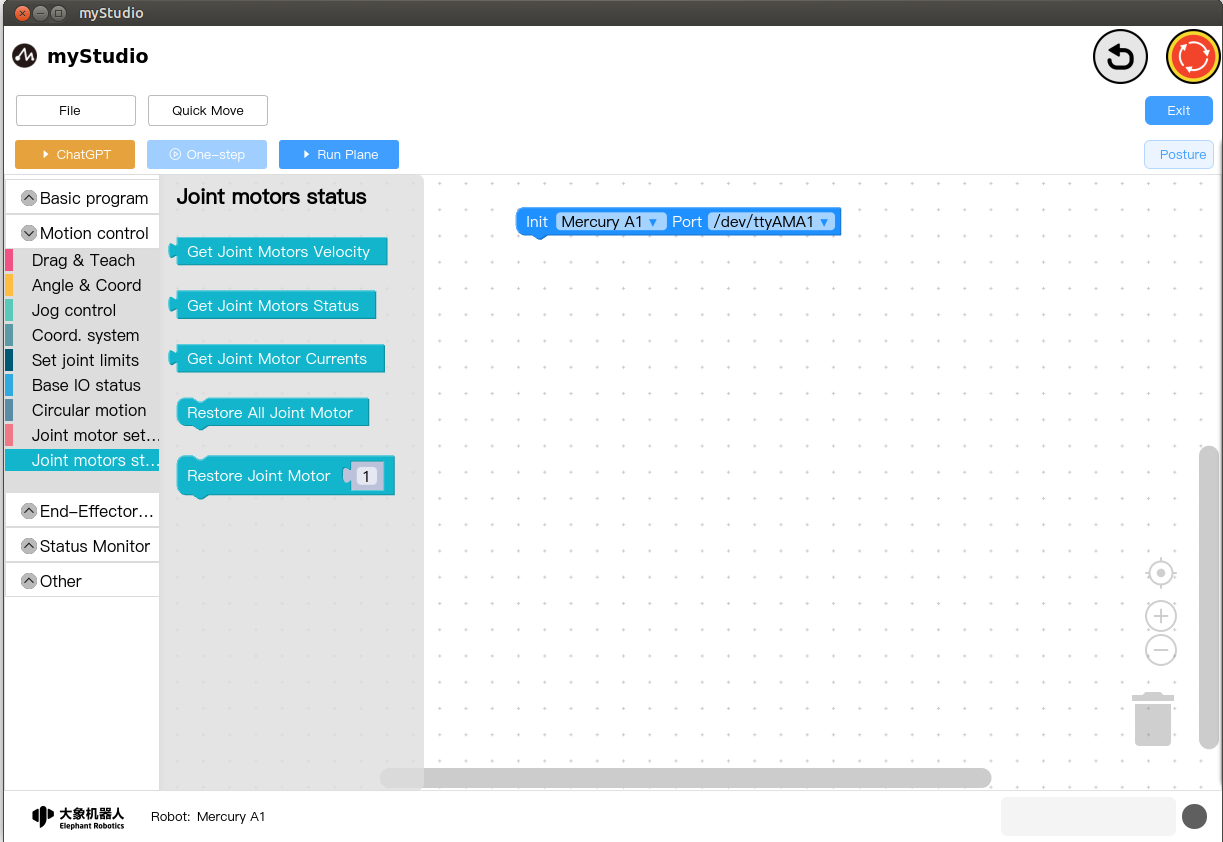 myStudio
myStudio
File
Quick Move
Exit
ChatGPT
One-step
Run Plane
Posture
Basic program
Motion control
Drag & Teach
Angle & Coord
Jog control
Coord. system
Set joint limits
Base IO status
Circular motion
Joint motor set...
Joint motors st...
End-Effector...
Status Monitor
Other
Joint motors status
Get Joint Motors Velocity
Get Joint Motors Status
Get Joint Motor Currents
Restore All Joint Motor
Restore Joint Motor 1
Init Mercury A1 ▼ Port /dev/ttyAMA1 ▼
大象机器人
Elephant Robotics
Robot: Mercury A1